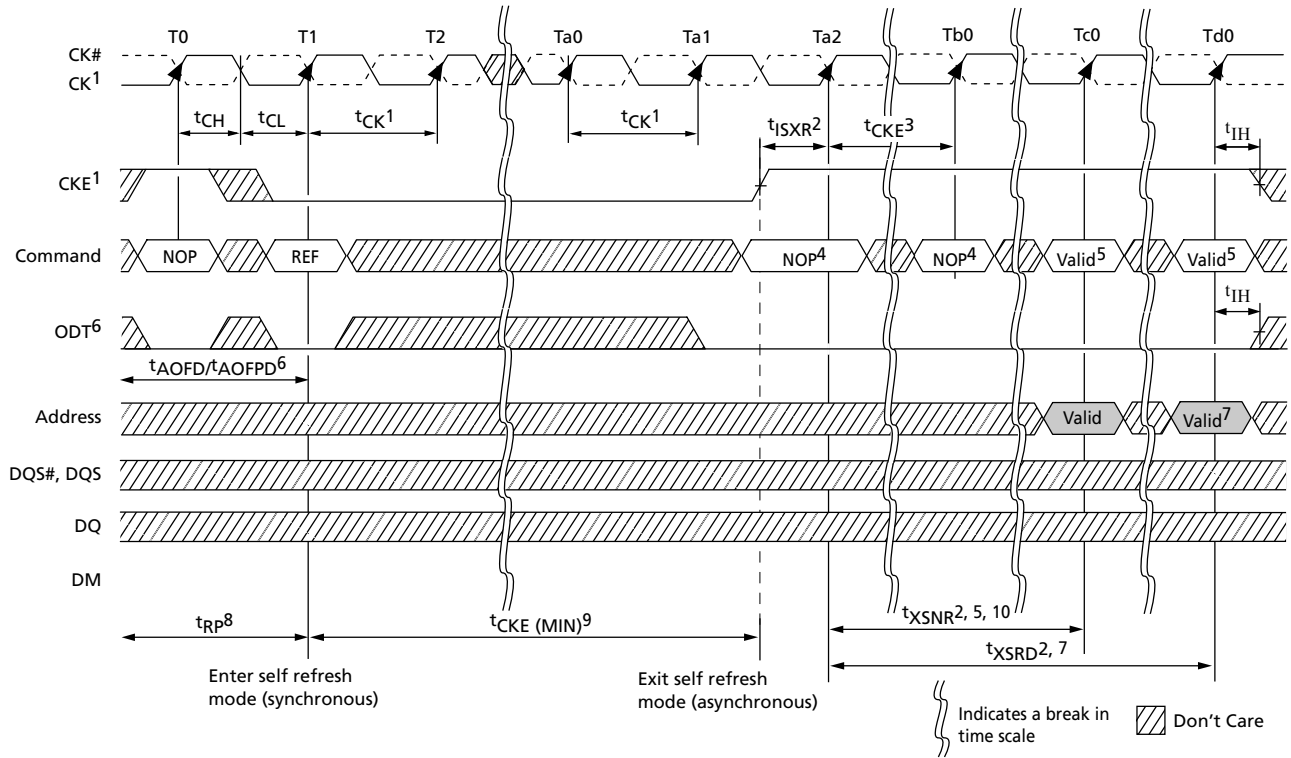 T0 T1 T2 Ta0 Ta1 Ta2 Tb0 Tc0 Td0
CK#
CK1
tCH tCL tCK1 tCK1 tISXR2 tCKE3 tIH
CKE1
Command NOP REF NOP4 NOP4 Valid5 Valid5
tIH
ODT6
tAOFD/tAOFPD6
Address Valid Valid7
DQS#, DQS
DQ
DM
tRP8 tCKE (MIN)9 tXSNR2, 5, 10
tXSRD2, 7
Enter self refresh
mode (synchronous)
Exit self refresh
mode (asynchronous)
Indicates a break in
time scale
Don't Care